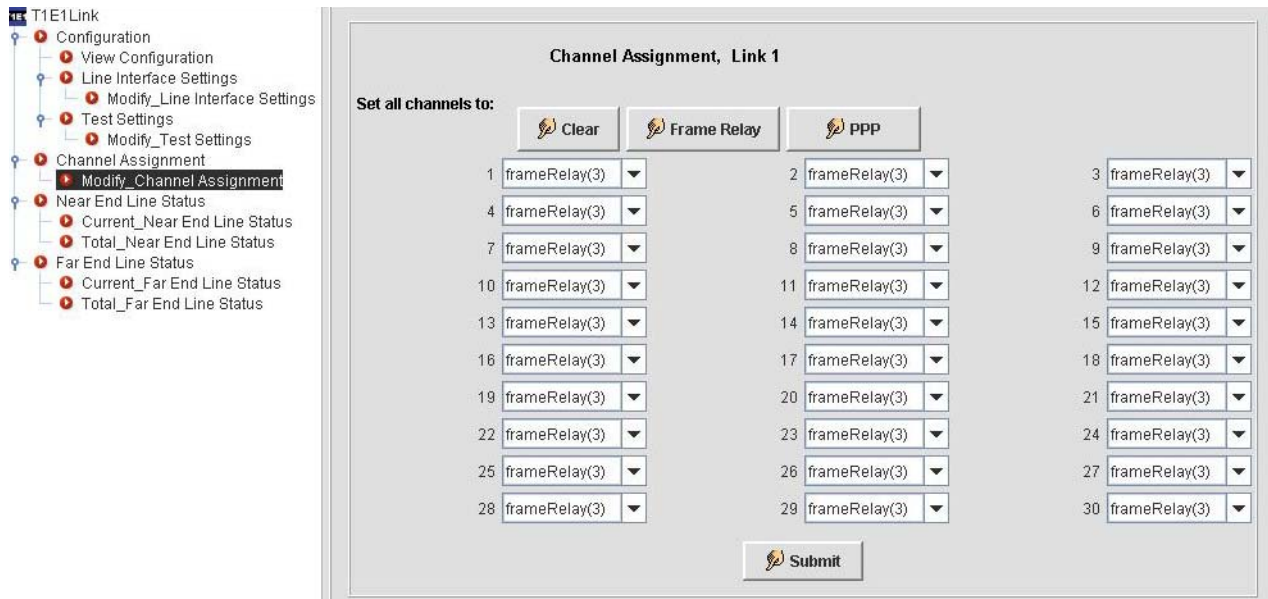 T1E1Link
Configuration
View Configuration
Line Interface Settings
Modify_Line Interface Settings
Test Settings
Modify_Test Settings
Channel Assignment
Modify_Channel Assignment
Near End Line Status
Current_Near End Line Status
Total_Near End Line Status
Far End Line Status
Current_Far End Line Status
Total_Far End Line Status
Channel Assignment, Link 1
Set all channels to:
Clear Frame Relay PPP
1 frameRelay(3) 2 frameRelay(3) 3 frameRelay(3)
4 frameRelay(3) 5 frameRelay(3) 6 frameRelay(3)
7 frameRelay(3) 8 frameRelay(3) 9 frameRelay(3)
10 frameRelay(3) 11 frameRelay(3) 12 frameRelay(3)
13 frameRelay(3) 14 frameRelay(3) 15 frameRelay(3)
16 frameRelay(3) 17 frameRelay(3) 18 frameRelay(3)
19 frameRelay(3) 20 frameRelay(3) 21 frameRelay(3)
22 frameRelay(3) 23 frameRelay(3) 24 frameRelay(3)
25 frameRelay(3) 26 frameRelay(3) 27 frameRelay(3)
28 frameRelay(3) 29 frameRelay(3) 30 frameRelay(3)
Submit